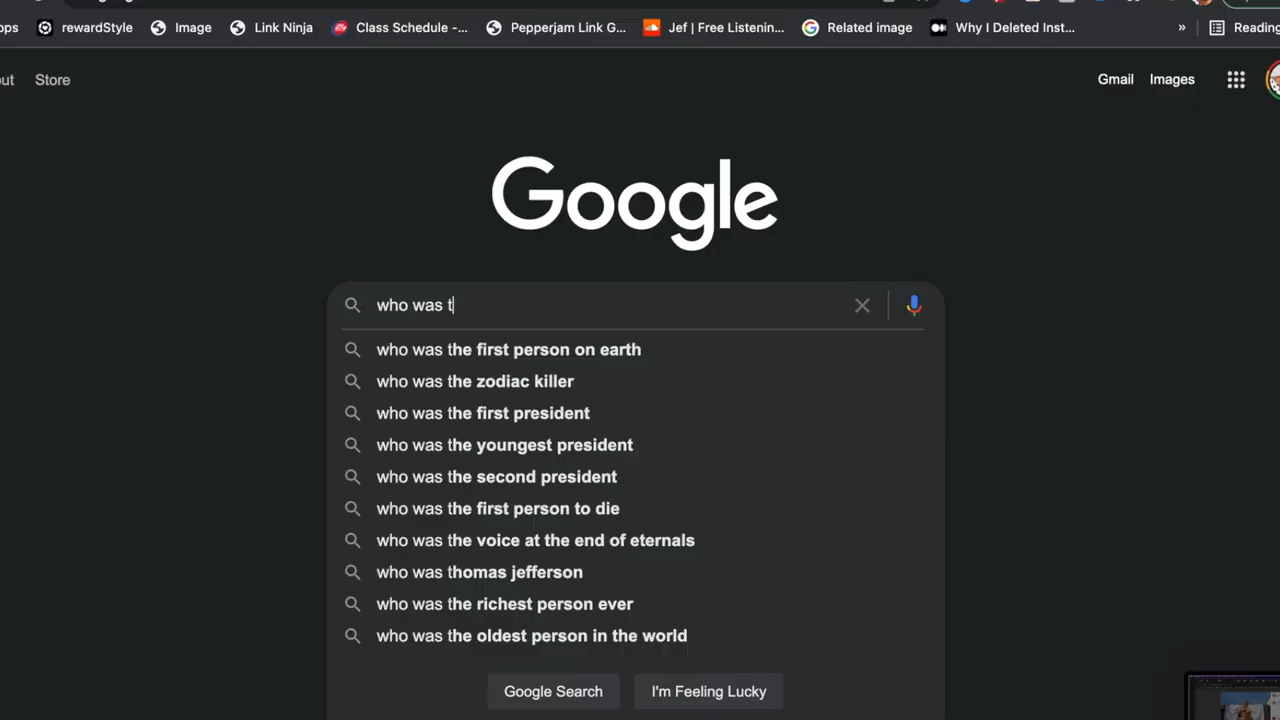 ops rewardStyle Image Link Ninja Class Schedule -... Pepperjam Link G... Jef | Free Listenin... Related image Why I Deleted Inst... » Reading
out Store Gmail Images
Google
who was t
who was the first person on earth
who was the zodiac killer
who was the first president
who was the youngest president
who was the second president
who was the first person to die
who was the voice at the end of eternals
who was thomas jefferson
who was the richest person ever
who was the oldest person in the world
Google Search I'm Feeling Lucky